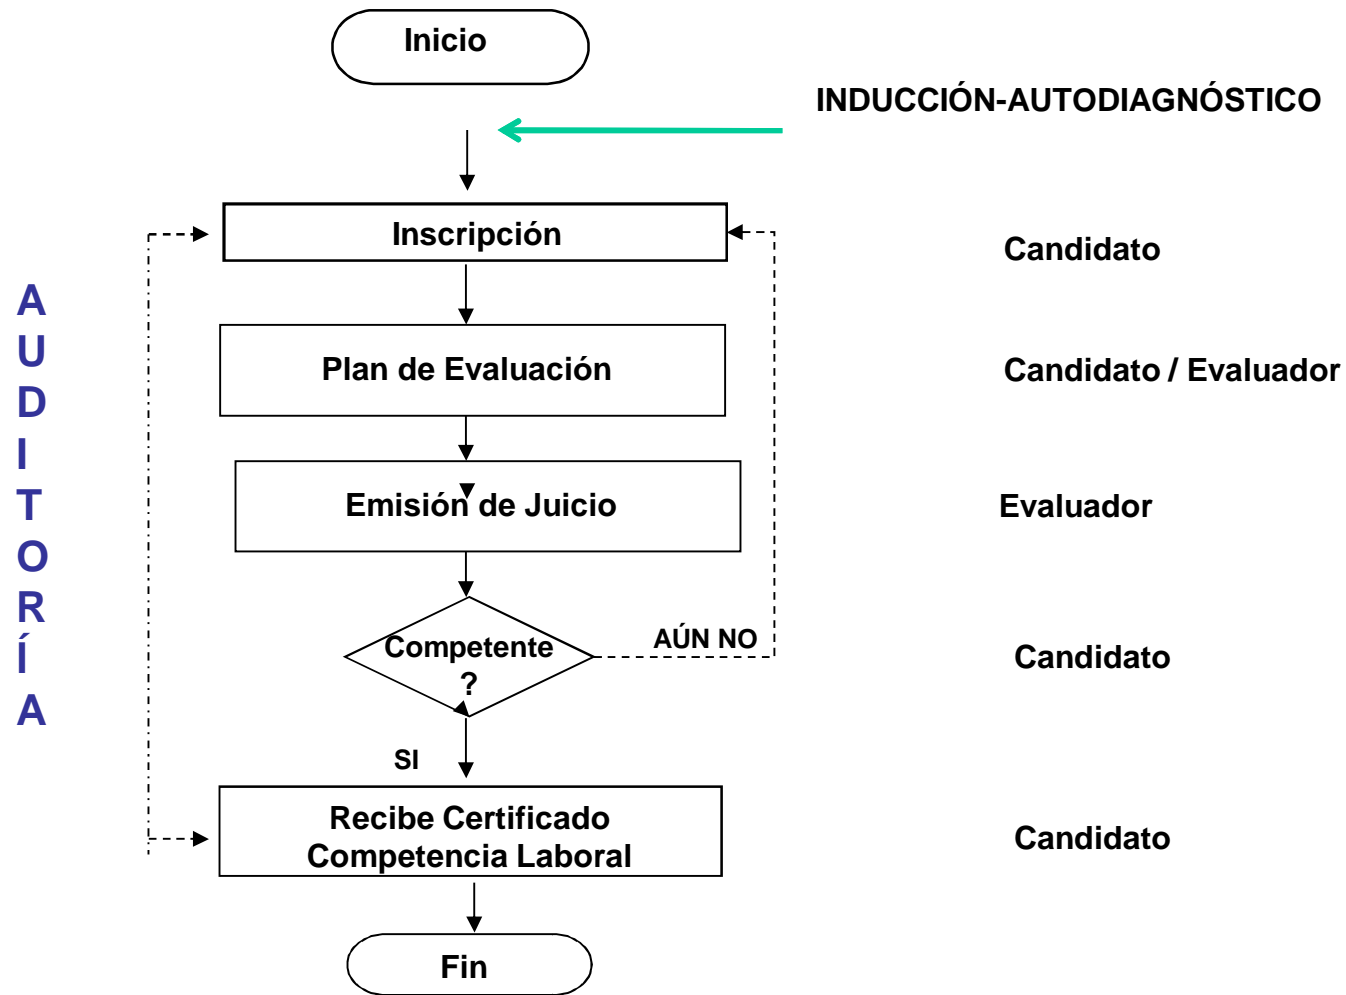 Inicio
INDUCCIÓN-AUTODIAGNÓSTICO
Inscripción
Candidato
Plan de Evaluación
Candidato / Evaluador
Emisión de Juicio
Evaluador
Competente
?
AÚN NO
Candidato
SI
Recibe Certificado
Competencia Laboral
Candidato
Fin
A
U
D
I
T
O
R
Í
A